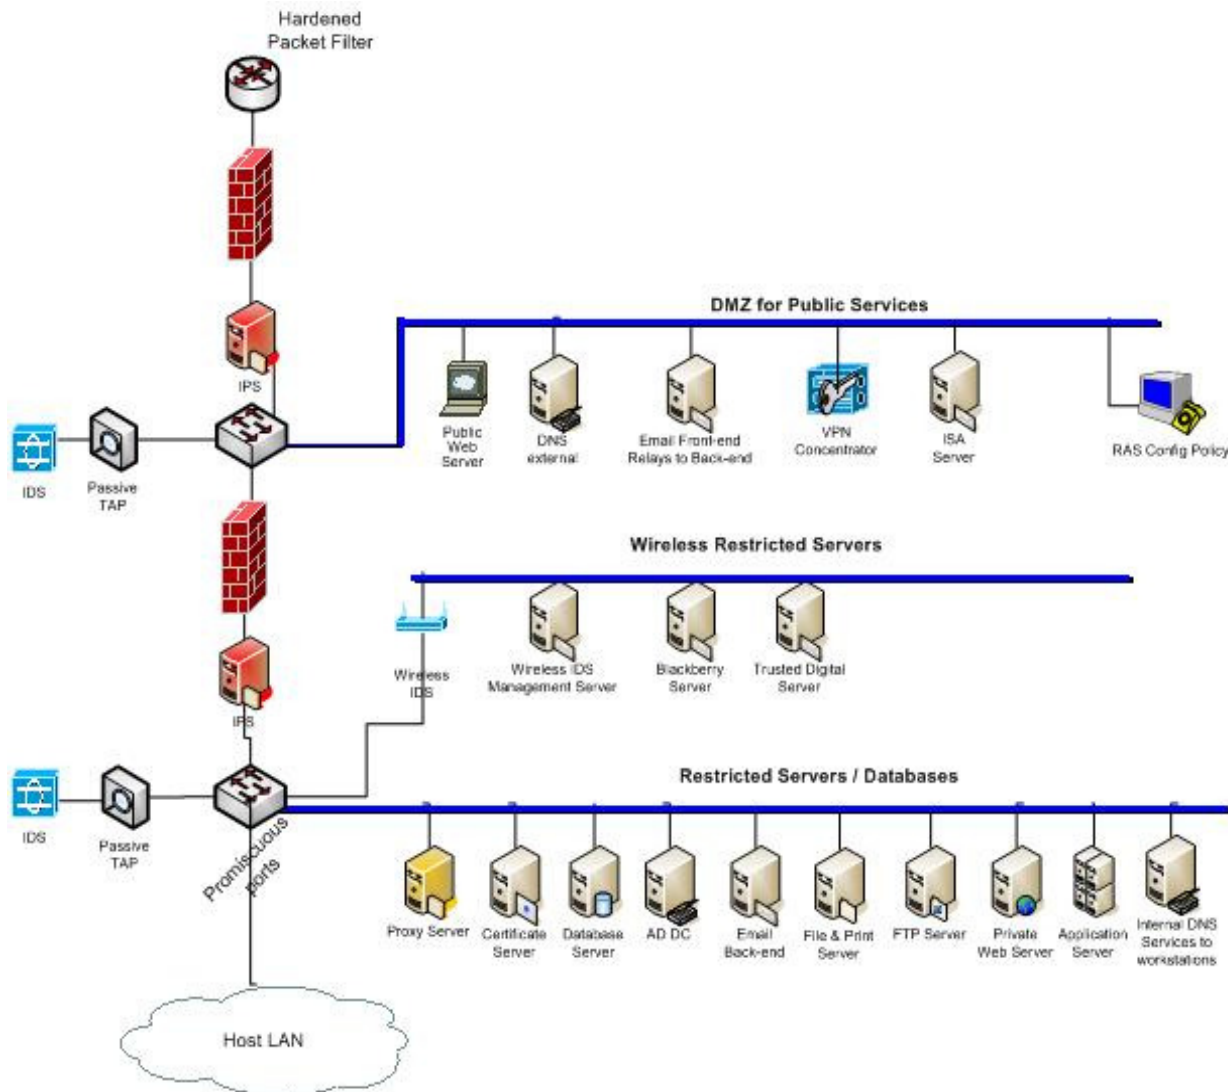 Hardened
Packet Filter
IPS
DMZ for Public Services
Public
Web
Server
DNS
external
Email Front-end
Relays to Back-end
VPN
Concentrator
ISA
Server
RAS Config Policy
IDS
Passive
TAP
Wireless Restricted Servers
Wireless
IDS
Wireless IDS
Management Server
Blackberry
Server
Trusted Digital
Server
IPS
IDS
Passive
TAP
Promiscuous
ports
Restricted Servers / Databases
Proxy Server
Certificate
Server
Database
Server
AD DC
Email
Back-end
File & Print
Server
FTP Server
Private
Web Server
Application
Server
Internal DNS
Services to
workstations
Host LAN